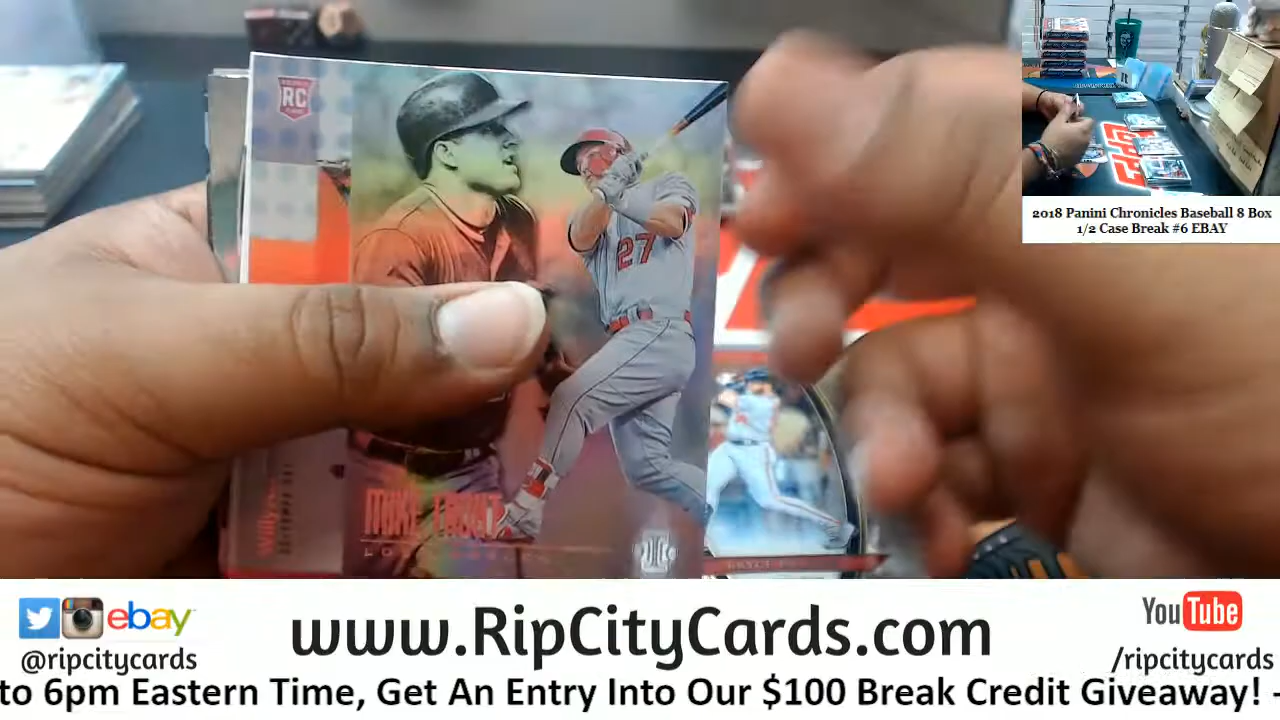 RC
27
MIKE TROUT
2018 Panini Chronicles Baseball 8 Box
1/2 Case Break #6 EBAY
ebay
@ripcitycards
www.RipCityCards.com
YouTube
/ripcitycards
to 6pm Eastern Time, Get An Entry Into Our $100 Break Credit Giveaway! -